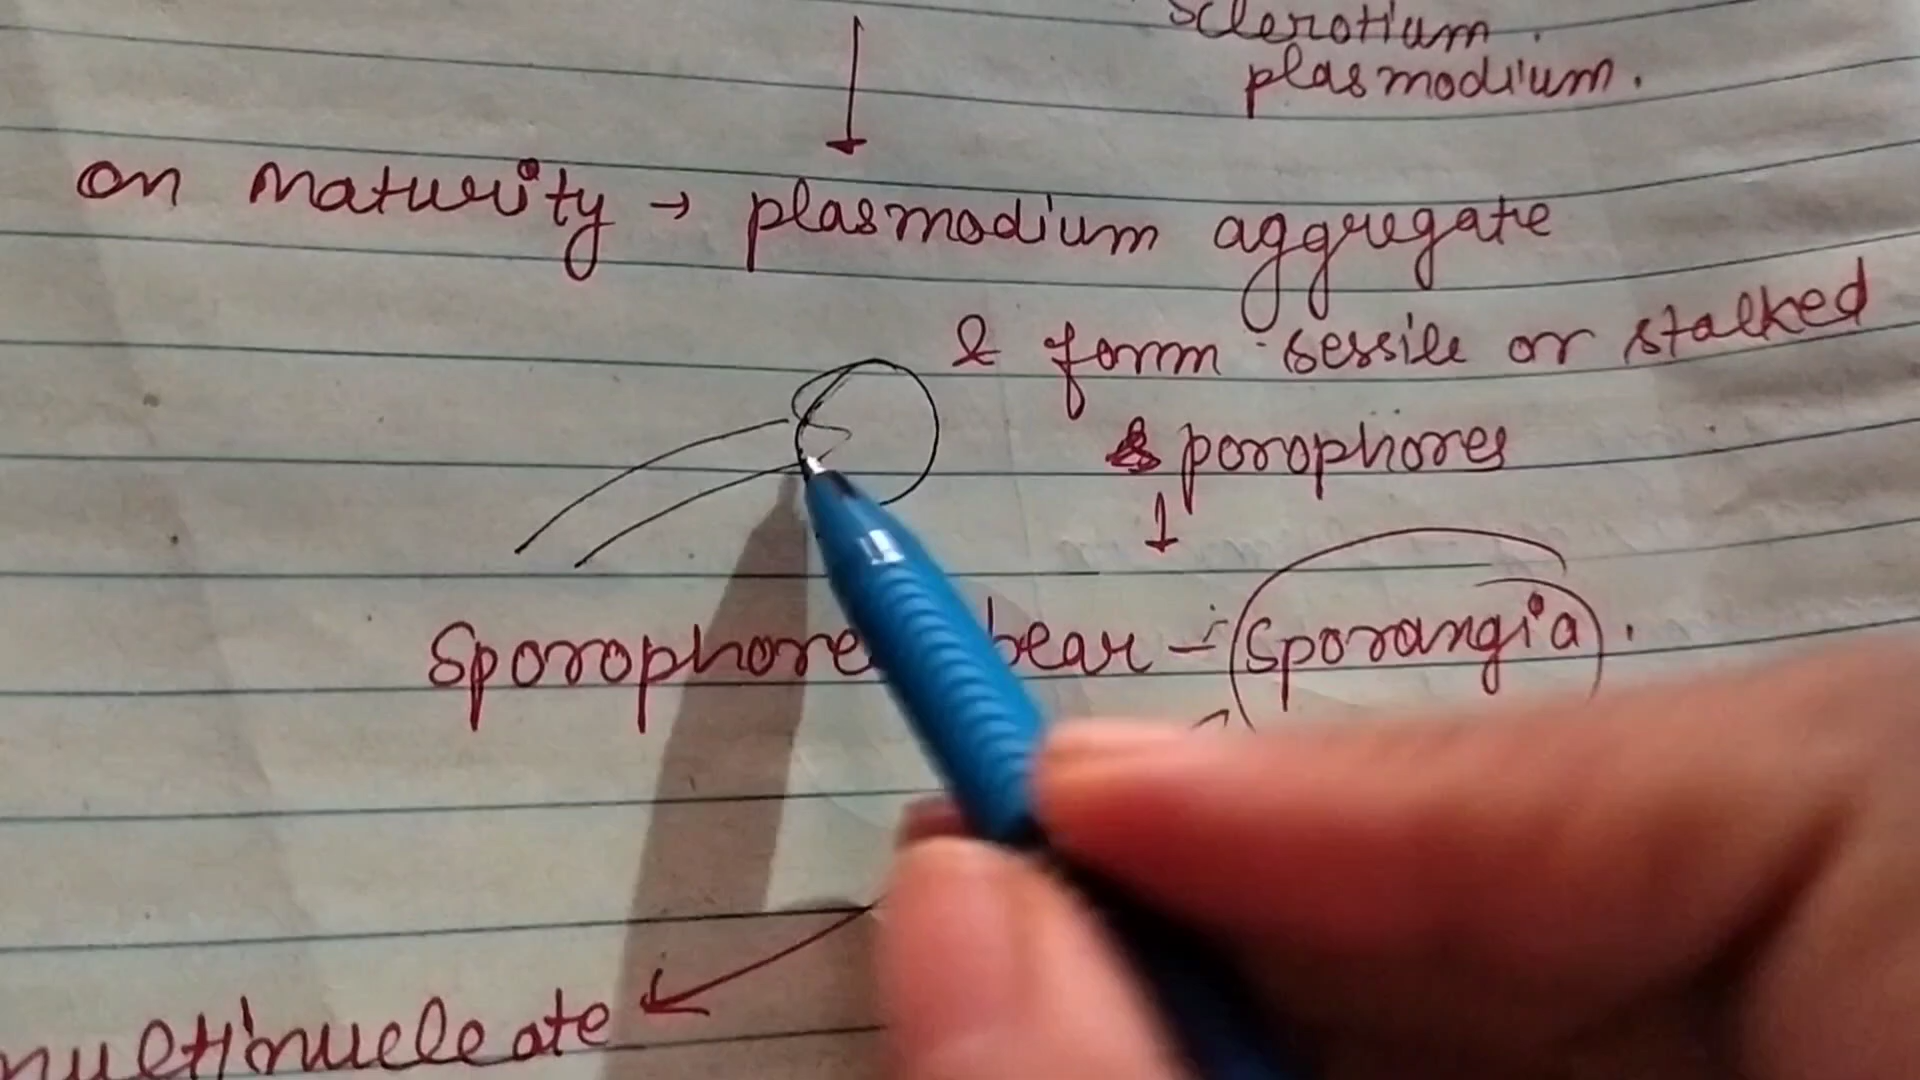 sclerotium.
plasmodium.
on maturity → plasmodium aggregate
& form sessile or stalked
sporophores
↓
Sporophore bear – sporangia.
multinucleate